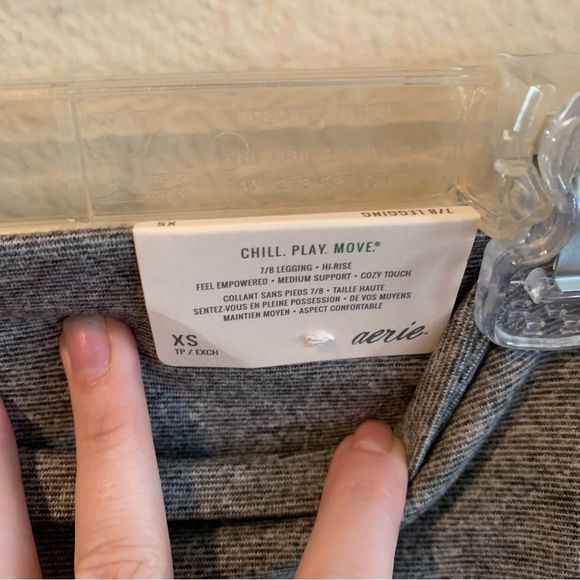 7/8 LEGGING
XS
CHILL. PLAY. MOVE.®
7/8 LEGGING • HI-RISE
FEEL EMPOWERED • MEDIUM SUPPORT • COZY TOUCH
COLLANT SANS PIEDS 7/8 • TAILLE HAUTE
SENTEZ-VOUS EN PLEINE POSSESSION • DE VOS MOYENS
MAINTIEN MOYEN • ASPECT CONFORTABLE
XS
TP / EXCH
aerie.